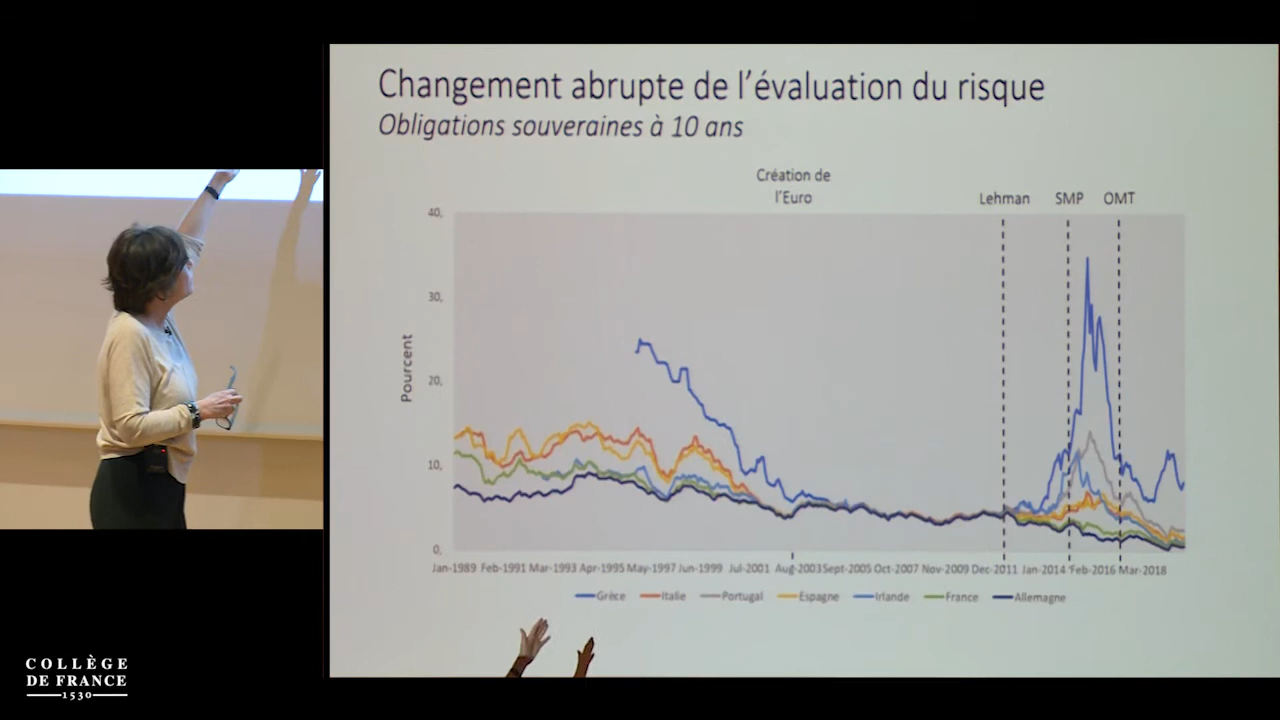 Changement abrupte de l'évaluation du risque
Obligations souveraines à 10 ans
Création de
l'Euro
Lehman
SMP
OMT
40,
30,
20,
10,
0,
Pourcent
Jan-1989 Feb-1991 Mar-1993 Apr-1995 May-1997 Jun-1999 Jul-2001 Aug-2003 Sept-2005 Oct-2007 Nov-2009 Dec-2011 Jan-2014 Feb-2016 Mar-2018
Grèce Italie Portugal Espagne Irlande France Allemagne
COLLÈGE
DE FRANCE
1530